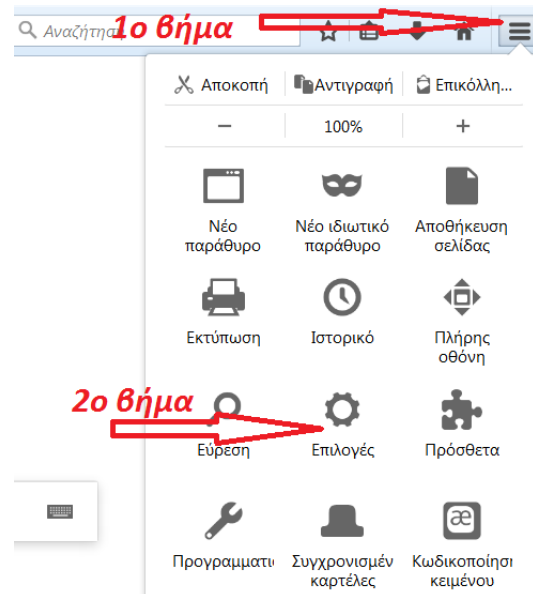 Αναζήτηση 1ο βήμα
Αποκοπή Αντιγραφή Επικόλλη...
− 100% +
Νέο παράθυρο
Νέο ιδιωτικό παράθυρο
Αποθήκευση σελίδας
Εκτύπωση
Ιστορικό
Πλήρης οθόνη
2ο βήμα
Εύρεση
Επιλογές
Πρόσθετα
Προγραμματι
Συγχρονισμέν καρτέλες
æ
Κωδικοποίησι κειμένου